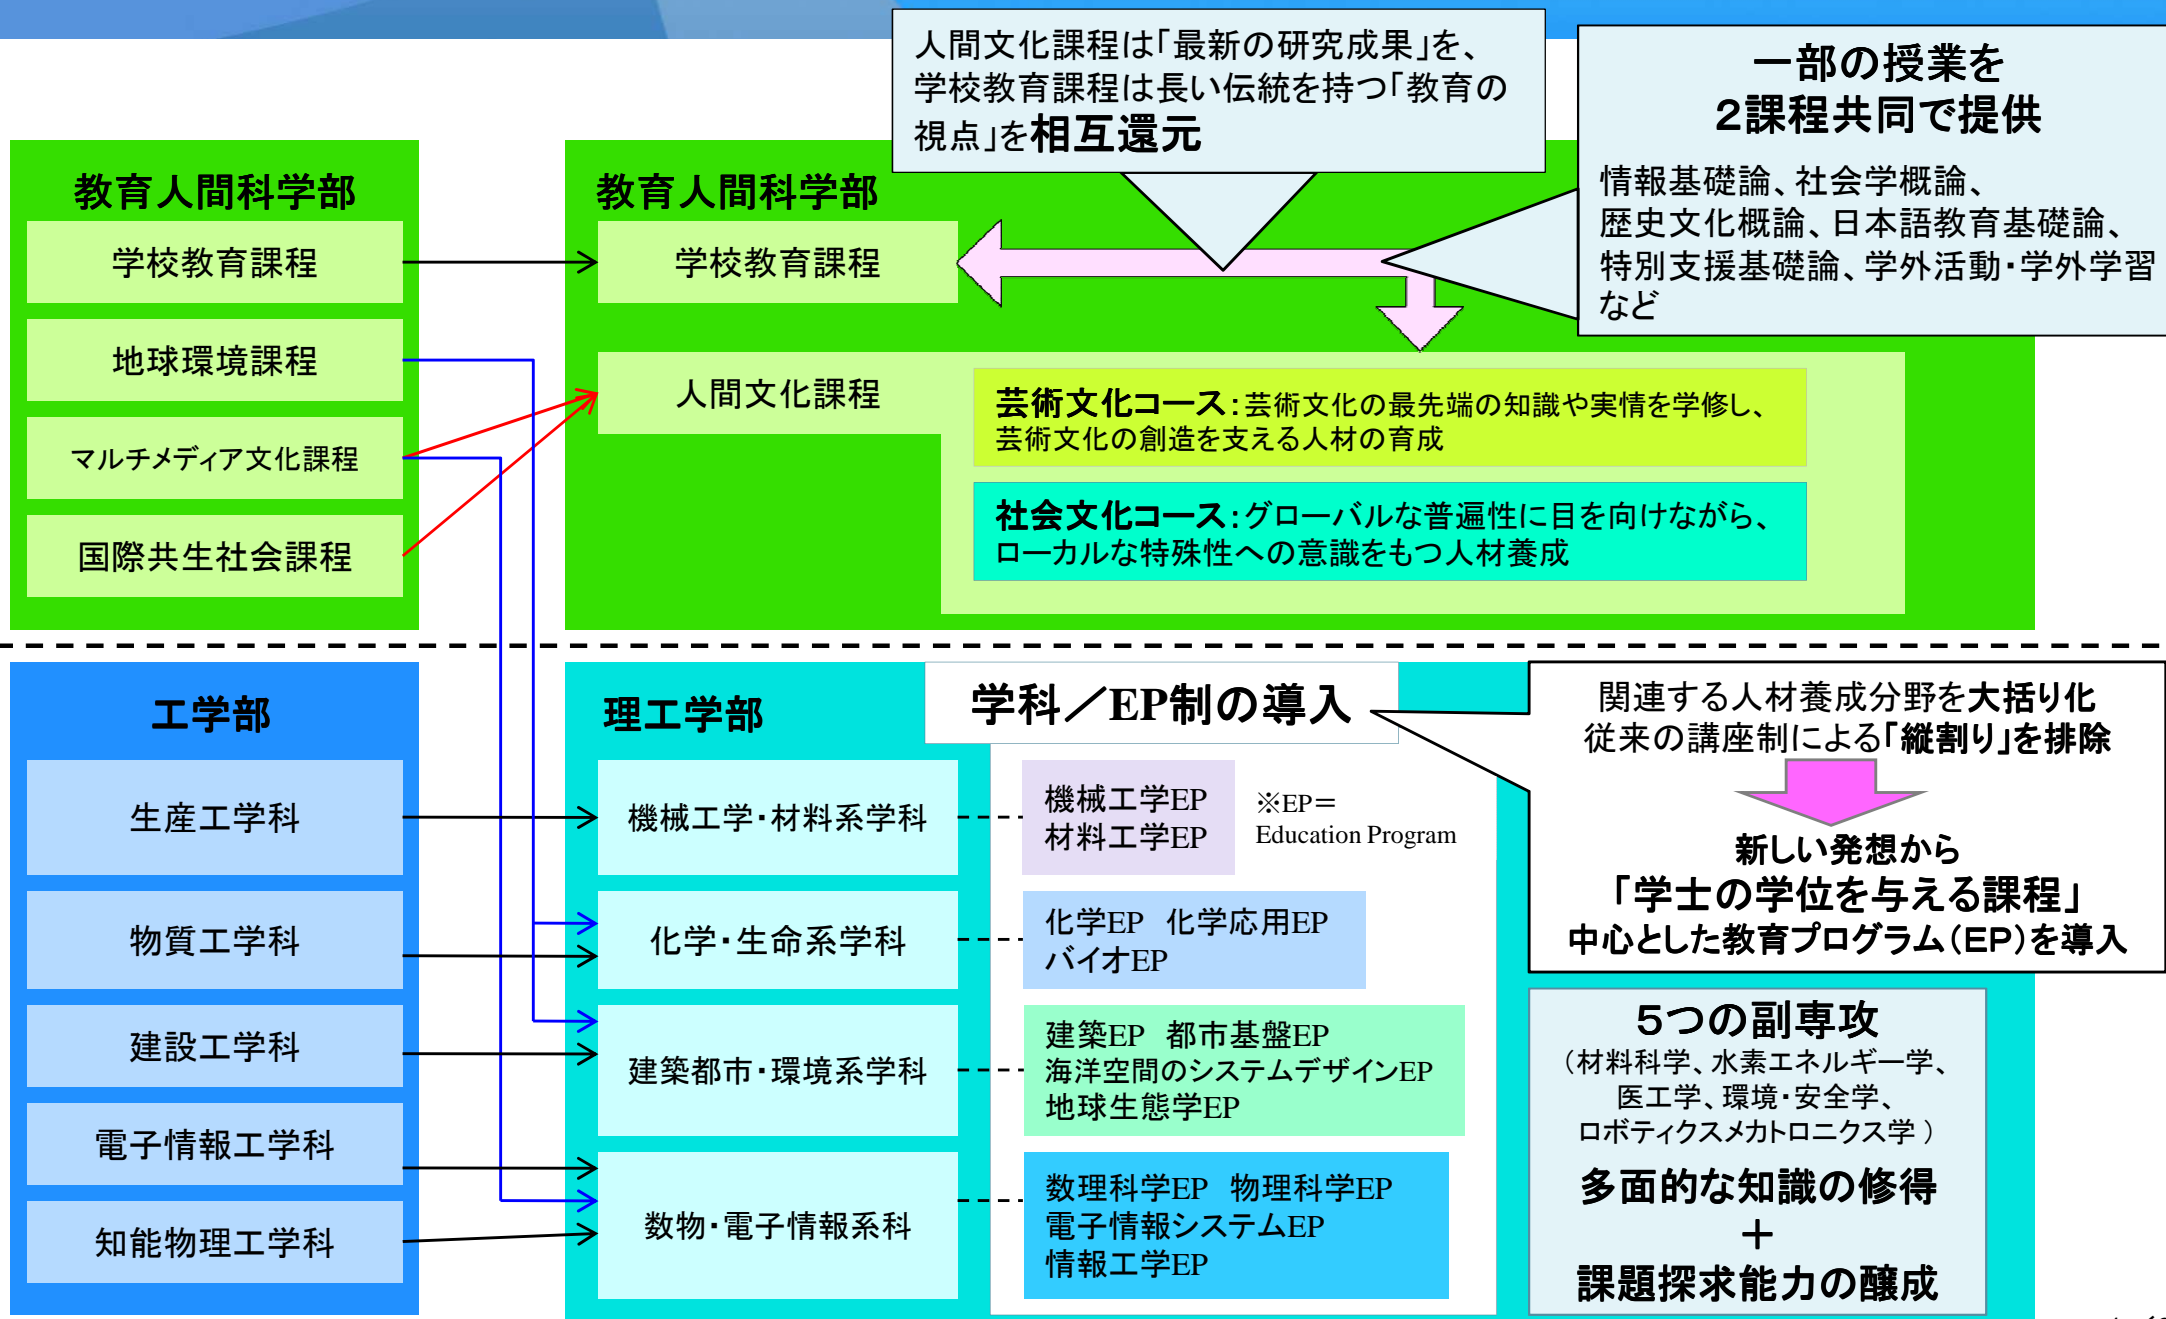 人間文化課程は「最新の研究成果」を、
学校教育課程は長い伝統を持つ「教育の
視点」を相互還元
一部の授業を
２課程共同で提供
情報基礎論、社会学概論、
歴史文化概論、日本語教育基礎論、
特別支援基礎論、学外活動・学外学習
など
教育人間科学部
学校教育課程
地球環境課程
マルチメディア文化課程
国際共生社会課程
教育人間科学部
学校教育課程
人間文化課程
芸術文化コース：芸術文化の最先端の知識や実情を学修し、
芸術文化の創造を支える人材の育成
社会文化コース：グローバルな普遍性に目を向けながら、
ローカルな特殊性への意識をもつ人材養成
工学部
生産工学科
物質工学科
建設工学科
電子情報工学科
知能物理工学科
理工学部
学科／EP制の導入
機械工学・材料系学科
機械工学EP
材料工学EP
※EP＝
Education Program
化学・生命系学科
化学EP　化学応用EP
バイオEP
建築都市・環境系学科
建築EP　都市基盤EP
海洋空間のシステムデザインEP
地球生態学EP
数物・電子情報系科
数理科学EP　物理科学EP
電子情報システムEP
情報工学EP
関連する人材養成分野を大括り化
従来の講座制による「縦割り」を排除
新しい発想から
「学士の学位を与える課程」
中心とした教育プログラム（EP）を導入
５つの副専攻
（材料科学、水素エネルギー学、
医工学、環境・安全学、
ロボティクスメカトロニクス学 ）
多面的な知識の修得
＋
課題探求能力の醸成